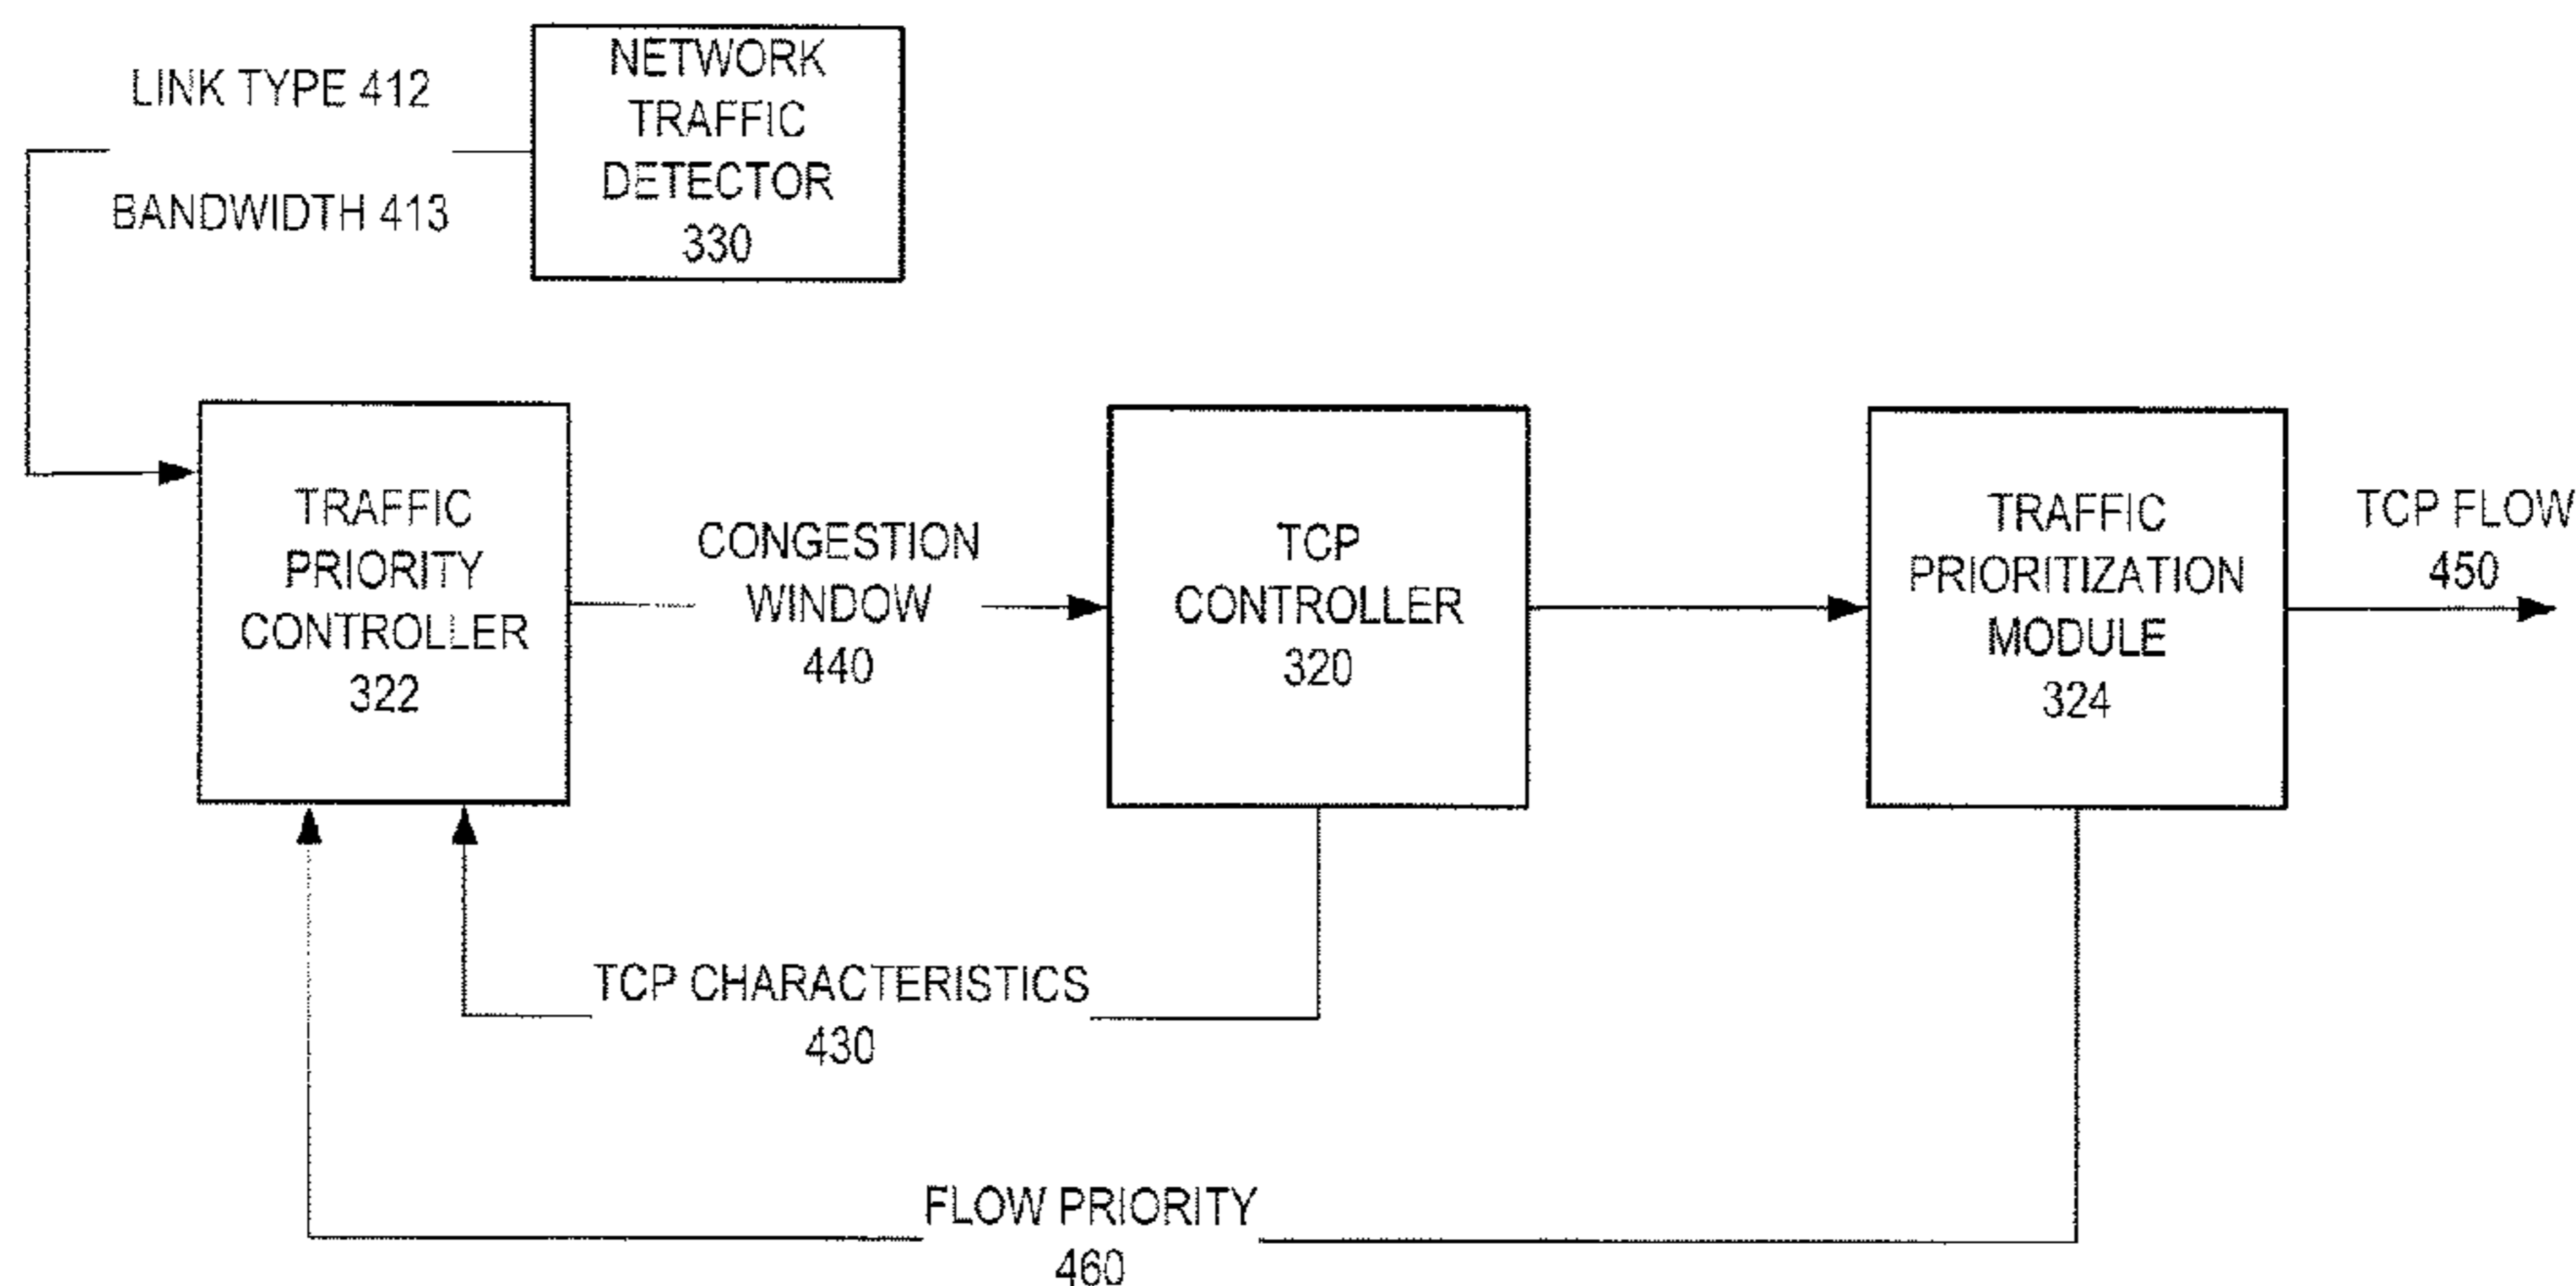 LINK TYPE 412
BANDWIDTH 413
NETWORK
TRAFFIC
DETECTOR
330
TRAFFIC
PRIORITY
CONTROLLER
322
CONGESTION
WINDOW
440
TCP
CONTROLLER
320
TRAFFIC
PRIORITIZATION
MODULE
324
TCP FLOW
450
TCP CHARACTERISTICS
430
FLOW PRIORITY
460